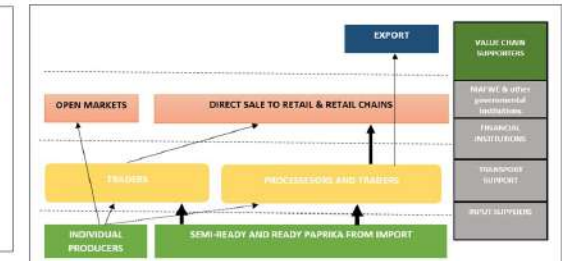 EXPORT
VALUE CHAIN
SUPPORTERS
OPEN MARKETS
DIRECT SALE TO RETAIL & RETAIL CHAINS
MAFWE & other
governmental
institutions
FINANCIAL
INSTITUTIONS
TRADERS
PROCESSESORS AND TRADERS
TRANSPORT
SUPPORT
INPUT SUPPLIERS
INDIVIDUAL
PRODUCERS
SEMI-READY AND READY PAPRIKA FROM IMPORT